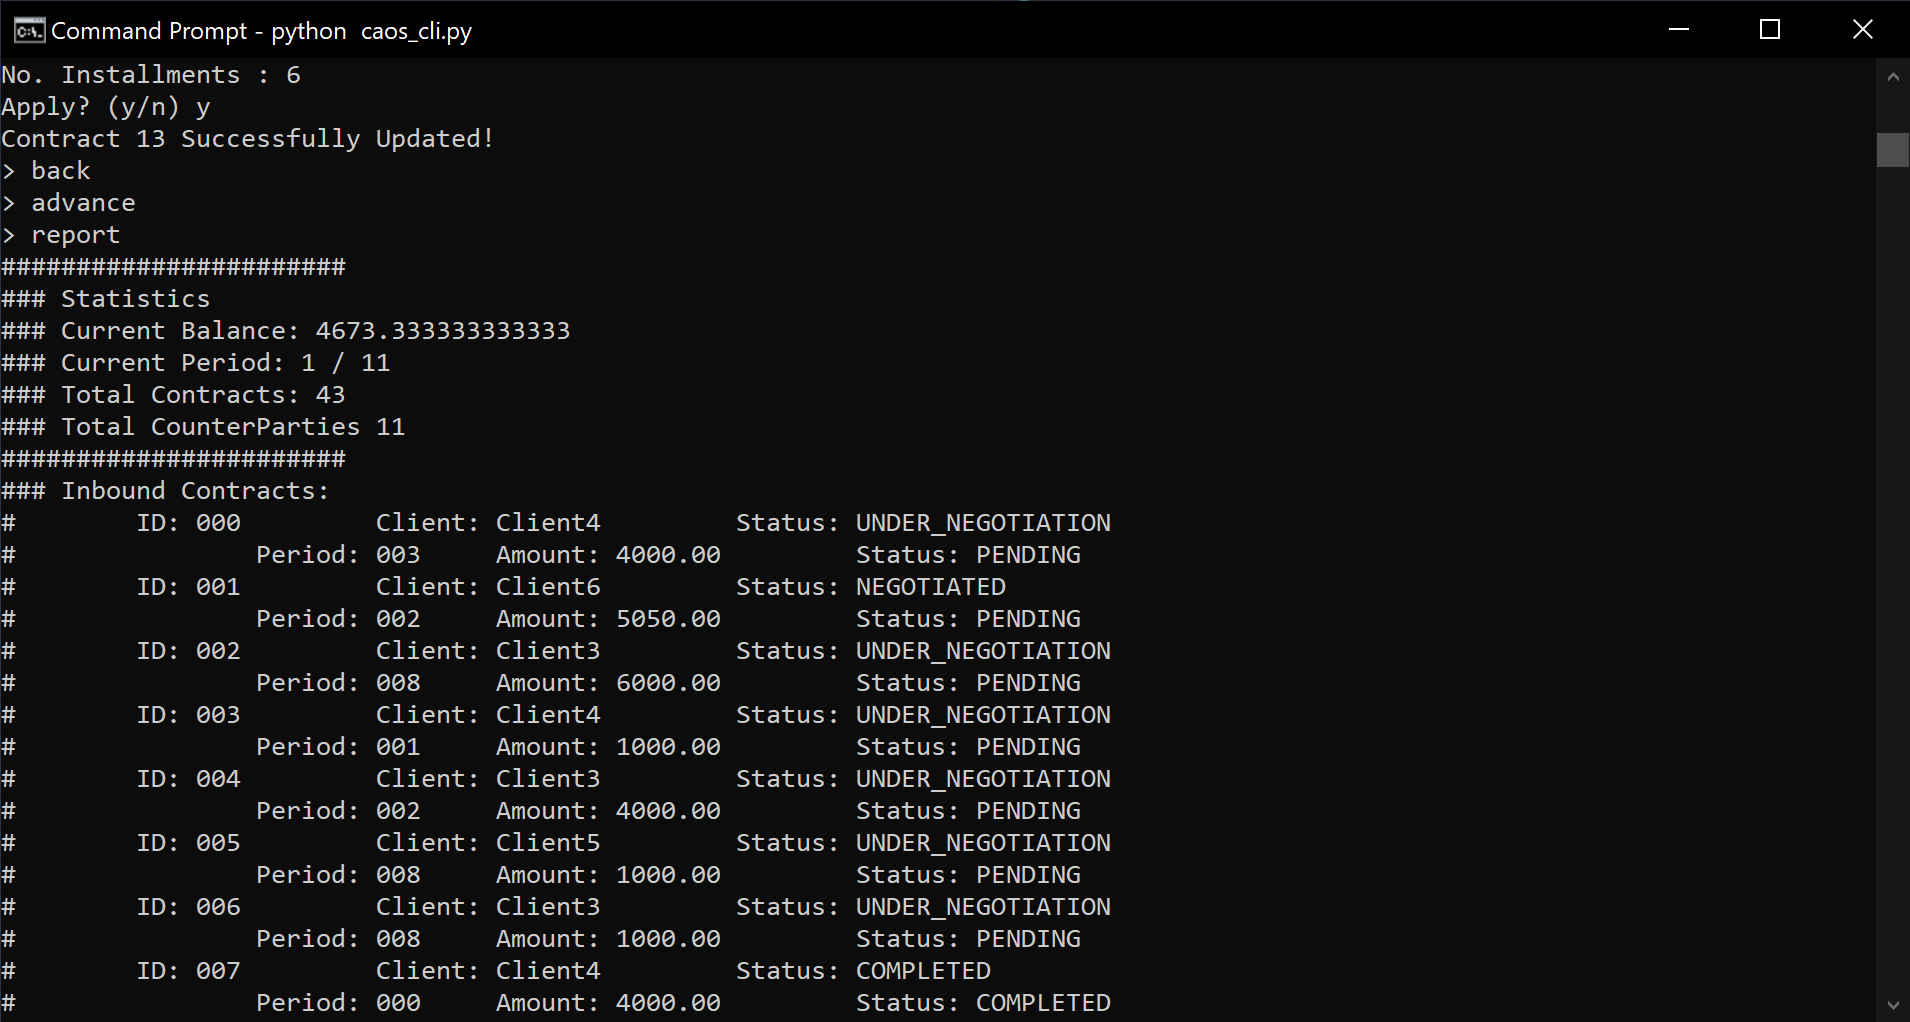 Command Prompt - python  caos_cli.py
No. Installments : 6
Apply? (y/n) y
Contract 13 Successfully Updated!
> back
> advance
> report
#######################
### Statistics
### Current Balance: 4673.333333333333
### Current Period: 1 / 11
### Total Contracts: 43
### Total CounterParties 11
#######################
### Inbound Contracts:
#        ID: 000         Client: Client4         Status: UNDER_NEGOTIATION
#                Period: 003     Amount: 4000.00         Status: PENDING
#        ID: 001         Client: Client6         Status: NEGOTIATED
#                Period: 002     Amount: 5050.00         Status: PENDING
#        ID: 002         Client: Client3         Status: UNDER_NEGOTIATION
#                Period: 008     Amount: 6000.00         Status: PENDING
#        ID: 003         Client: Client4         Status: UNDER_NEGOTIATION
#                Period: 001     Amount: 1000.00         Status: PENDING
#        ID: 004         Client: Client3         Status: UNDER_NEGOTIATION
#                Period: 002     Amount: 4000.00         Status: PENDING
#        ID: 005         Client: Client5         Status: UNDER_NEGOTIATION
#                Period: 008     Amount: 1000.00         Status: PENDING
#        ID: 006         Client: Client3         Status: UNDER_NEGOTIATION
#                Period: 008     Amount: 1000.00         Status: PENDING
#        ID: 007         Client: Client4         Status: COMPLETED
#                Period: 000     Amount: 4000.00         Status: COMPLETED